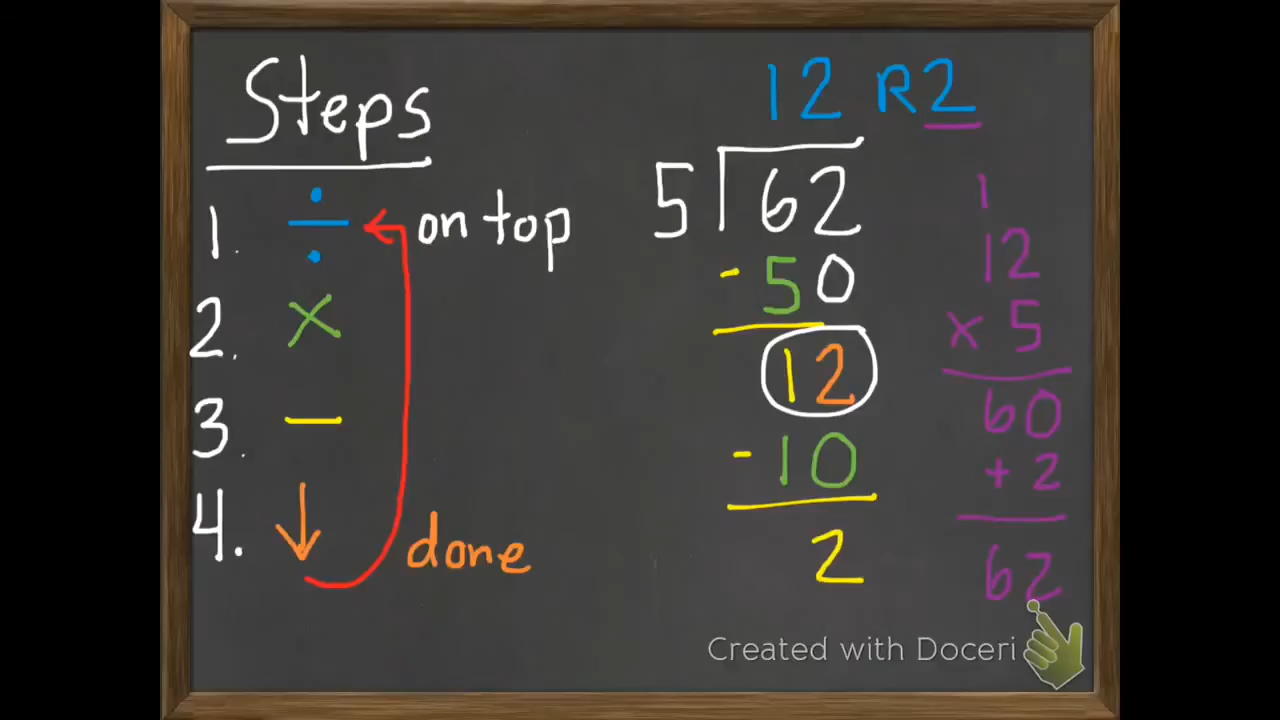 Steps
1. ÷ on top
2. ×
3. −
4. ↓ done
12 R2
5 62
- 50
12
- 10
2
1
12
x 5
60
+ 2
62
Created with Doceri